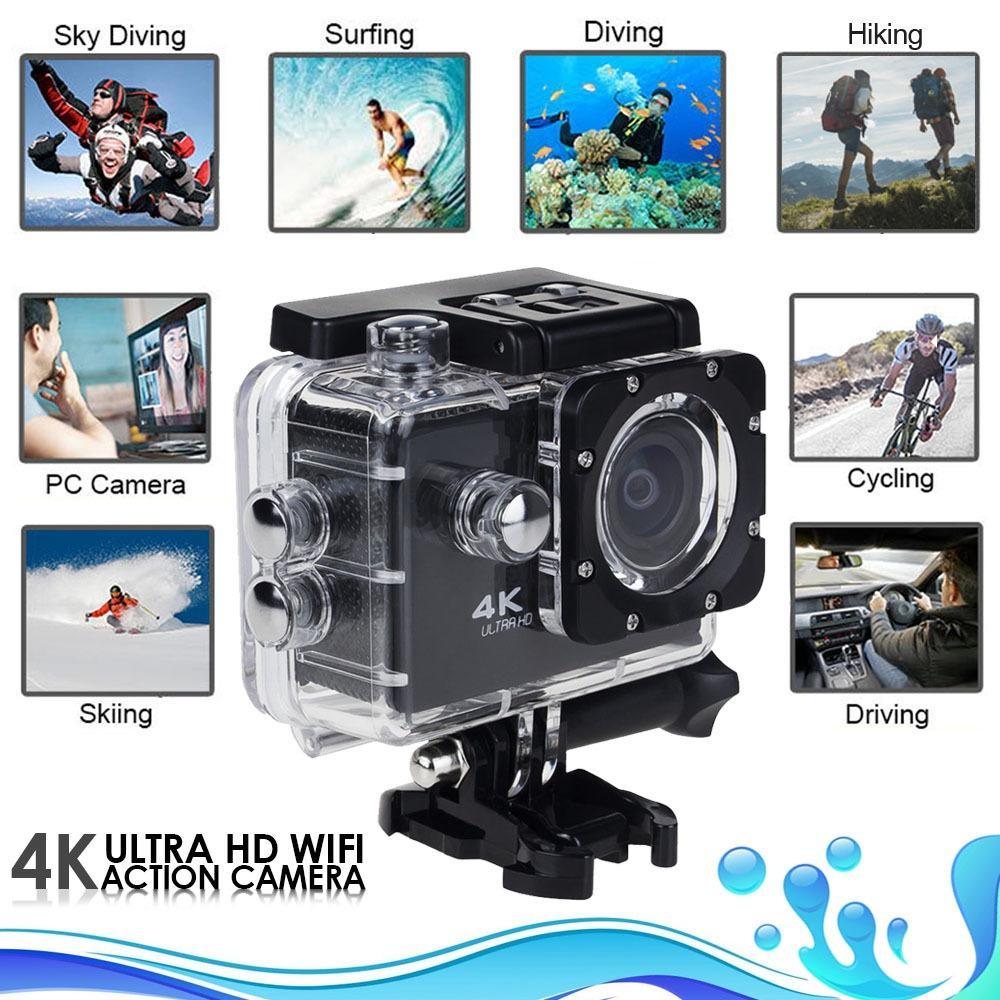 Sky Diving
Surfing
Diving
Hiking
PC Camera
Cycling
4K
ULTRA HD
Skiing
Driving
4K ULTRA HD WIFI
ACTION CAMERA